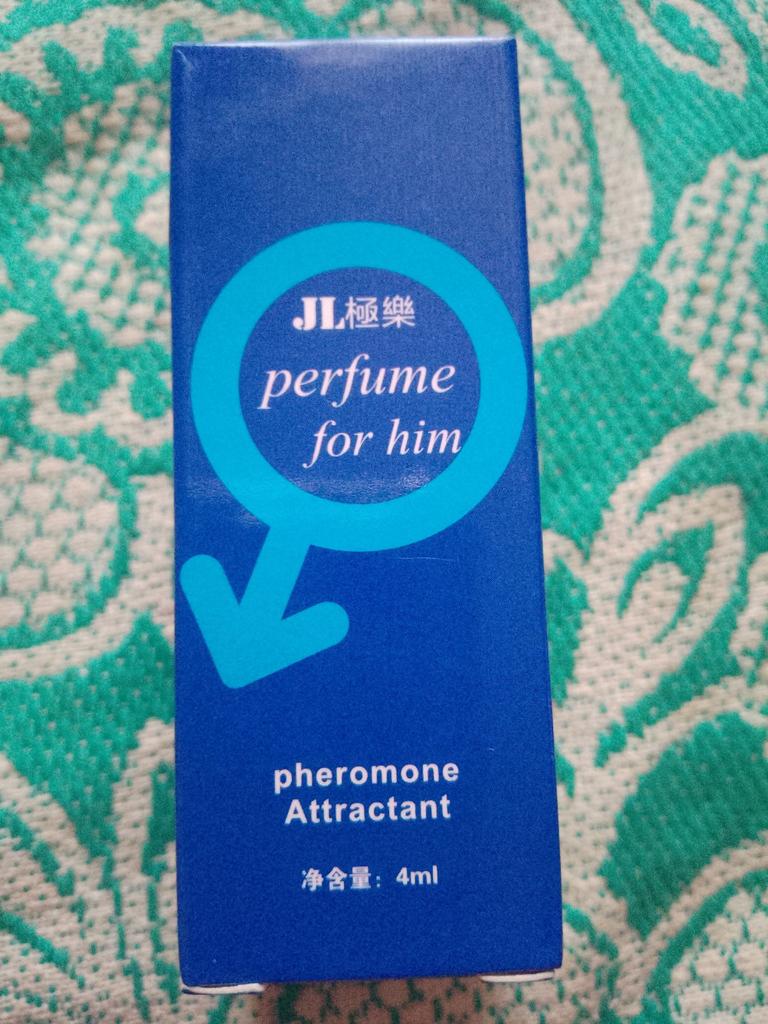 JL極樂
perfume
for him
pheromone
Attractant
净含量：4ml